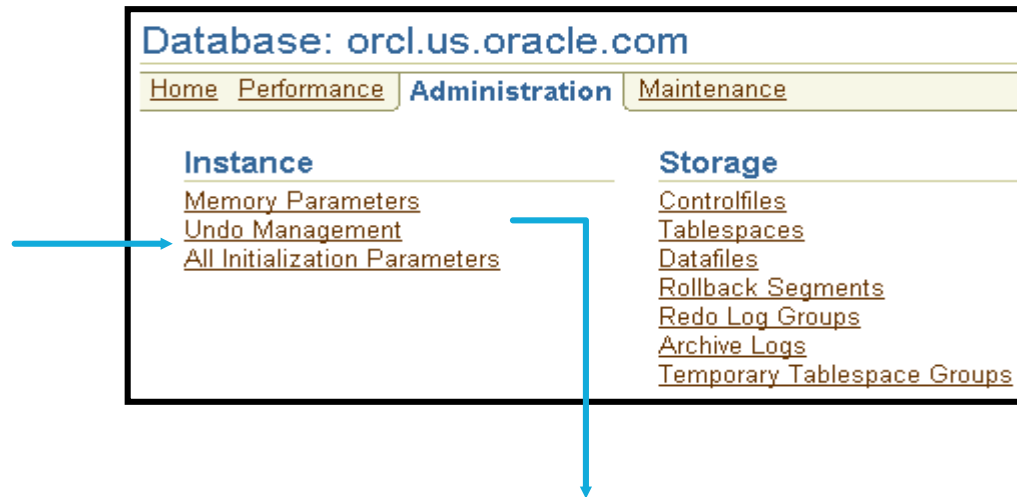 Database: orcl.us.oracle.com
Home Performance Administration Maintenance
Instance
Memory Parameters
Undo Management
All Initialization Parameters
Storage
Controlfiles
Tablespaces
Datafiles
Rollback Segments
Redo Log Groups
Archive Logs
Temporary Tablespace Groups